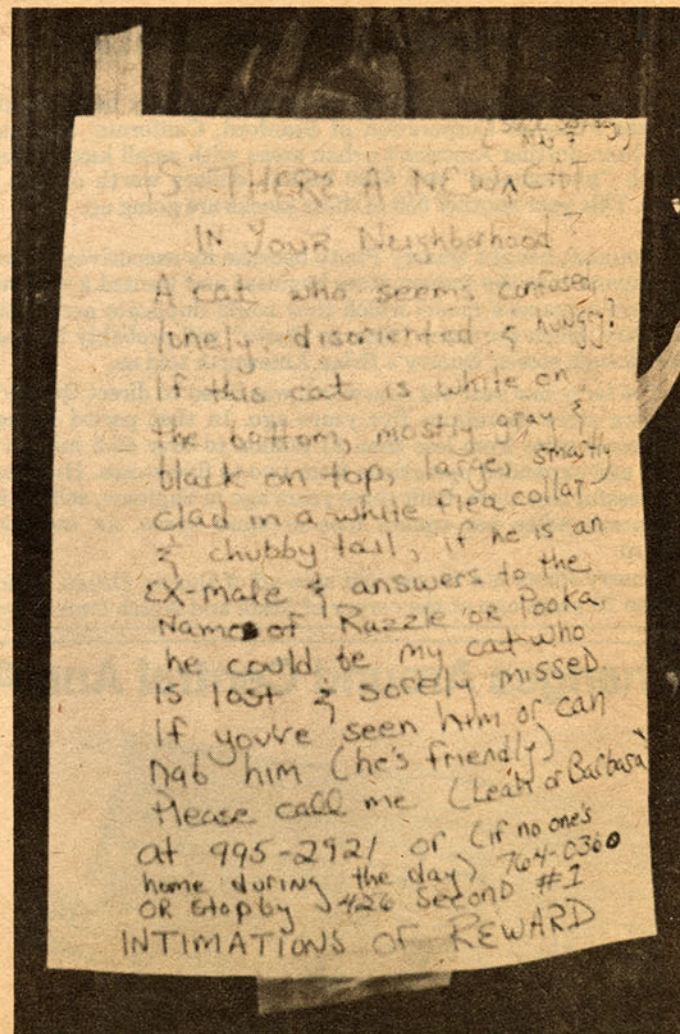 IS THERE A NEW CAT
IN YOUR Neighborhood?
A cat who seems confused,
lonely, disoriented & hungry?
If this cat is white on
the bottom, mostly gray &
black on top, large, smartly
clad in a white flea collar
& chubby tail, if he is an
EX-male & answers to the
Names of Razzle OR Pooka,
he could be my cat who
IS lost & sorely missed.
If you've seen him or can
nab him (he's friendly)
Please call me (Leah or Barbara)
at 995-2921 or (if no one's
home during the day) 764-0360
OR stop by 426 Second #1
INTIMATIONS OF REWARD